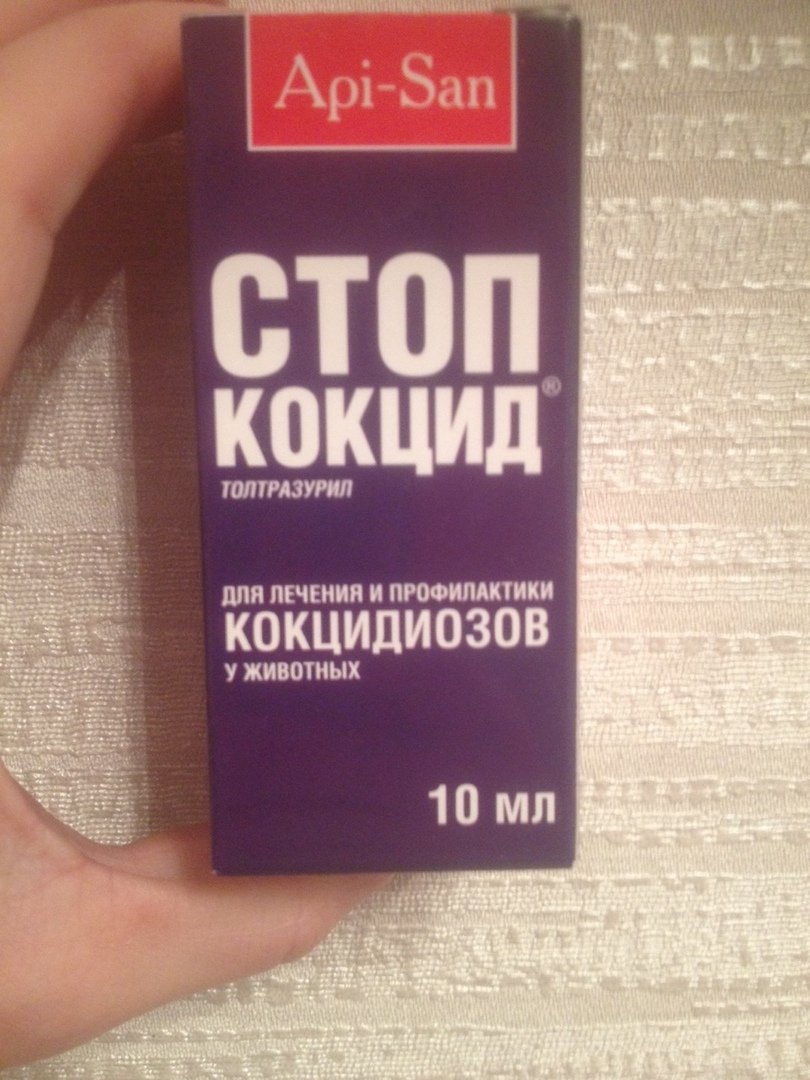 Api-San
СТОП
КОКЦИД®
ТОЛТРАЗУРИЛ
ДЛЯ ЛЕЧЕНИЯ И ПРОФИЛАКТИКИ
КОКЦИДИОЗОВ
У ЖИВОТНЫХ
10 мл